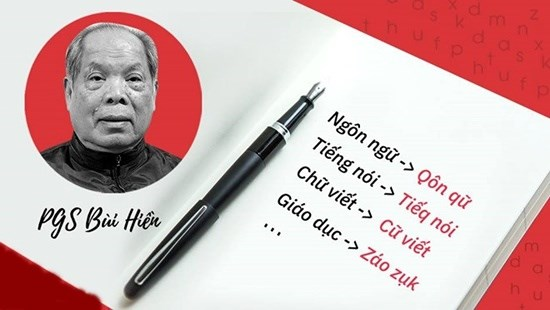 PGS Bùi Hiền
Ngôn ngữ -> Qôn qữ
Tiếng nói -> Tiếq nói
Chữ viết -> Cữ viết
Giáo dục -> Záo zụk
...